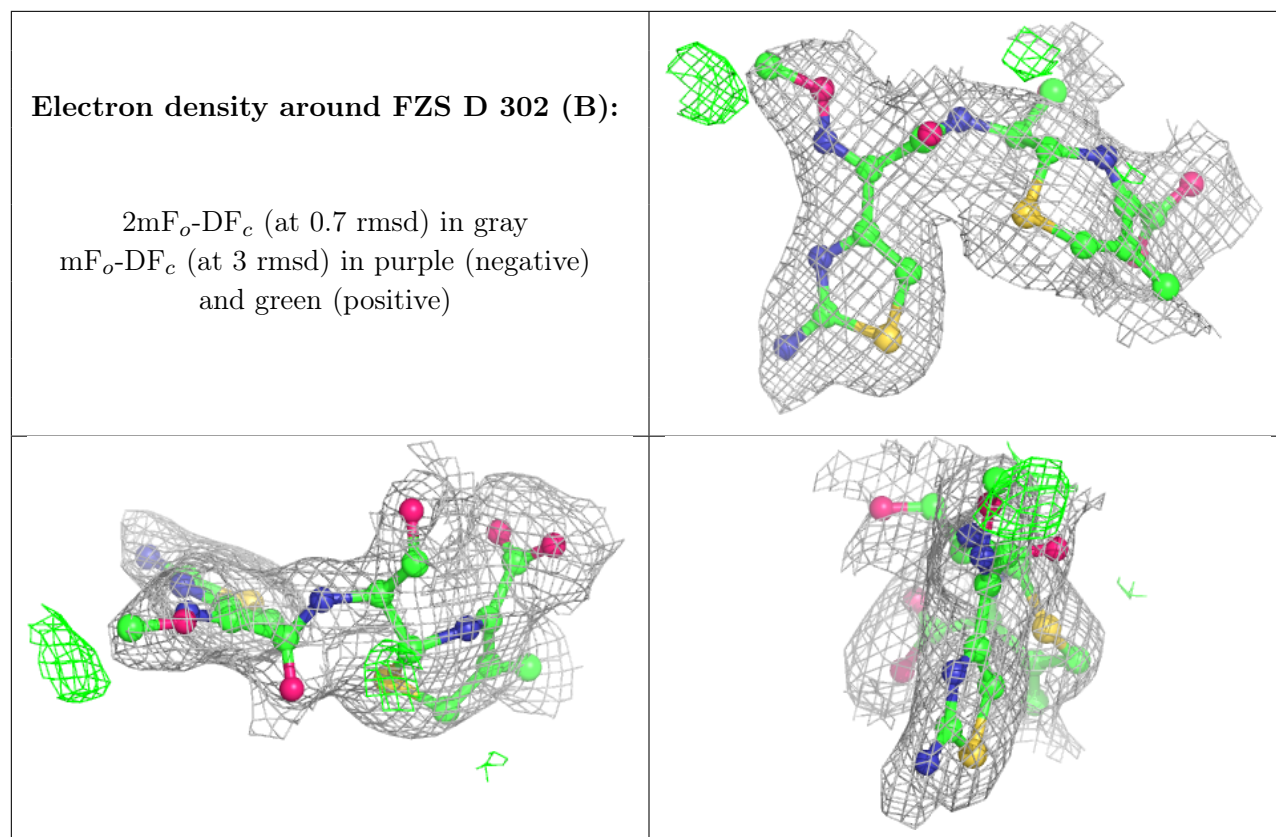 Electron density around FZS D 302 (B):
2mFo-DFc (at 0.7 rmsd) in gray
mFo-DFc (at 3 rmsd) in purple (negative)
and green (positive)